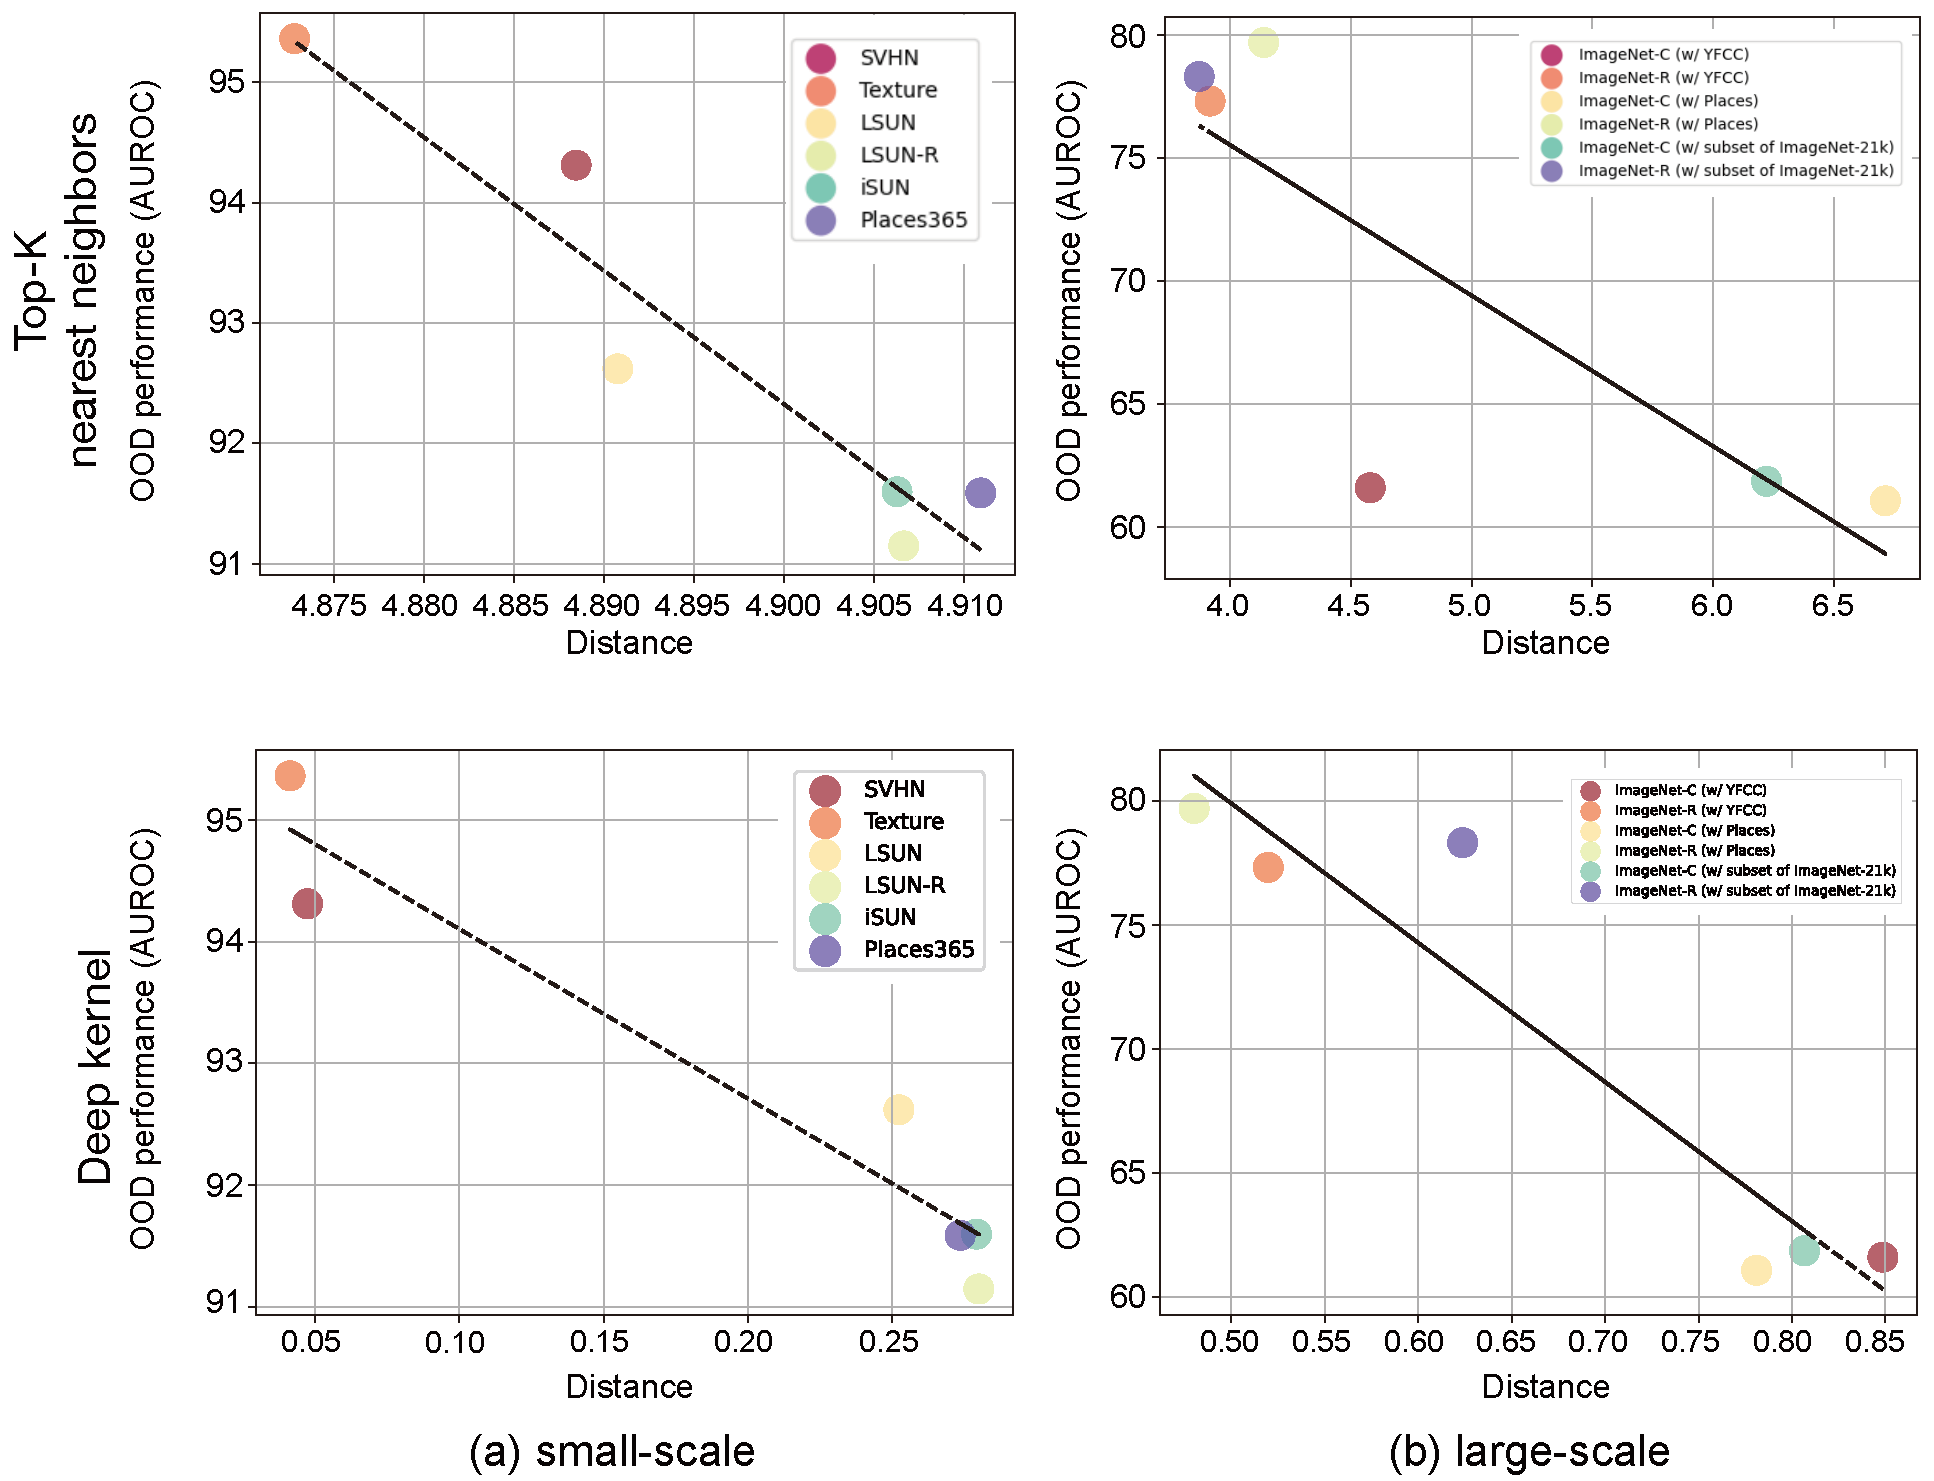 Top-K
nearest neighbors
OOD performance (AUROC)
95
94
93
92
91
SVHN
Texture
LSUN
LSUN-R
iSUN
Places365
4.875 4.880 4.885 4.890 4.895 4.900 4.905 4.910
Distance
OOD performance (AUROC)
80
75
70
65
60
ImageNet-C (w/ YFCC)
ImageNet-R (w/ YFCC)
ImageNet-C (w/ Places)
ImageNet-R (w/ Places)
ImageNet-C (w/ subset of ImageNet-21k)
ImageNet-R (w/ subset of ImageNet-21k)
4.0 4.5 5.0 5.5 6.0 6.5
Distance
Deep kernel
OOD performance (AUROC)
95
94
93
92
91
SVHN
Texture
LSUN
LSUN-R
iSUN
Places365
0.05 0.10 0.15 0.20 0.25
Distance
OOD performance (AUROC)
80
75
70
65
60
ImageNet-C (w/ YFCC)
ImageNet-R (w/ YFCC)
ImageNet-C (w/ Places)
ImageNet-R (w/ Places)
ImageNet-C (w/ subset of ImageNet-21k)
ImageNet-R (w/ subset of ImageNet-21k)
0.50 0.55 0.60 0.65 0.70 0.75 0.80 0.85
Distance
(a) small-scale
(b) large-scale